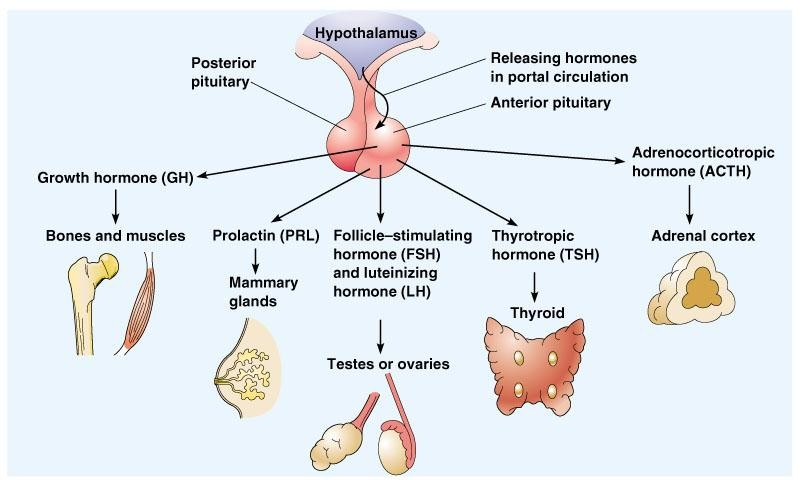 Hypothalamus
Posterior
pituitary
Releasing hormones
in portal circulation
Anterior pituitary
Adrenocorticotropic
hormone (ACTH)
Growth hormone (GH)
Bones and muscles
Prolactin (PRL)
Mammary
glands
Follicle–stimulating
hormone (FSH)
and luteinizing
hormone (LH)
Testes or ovaries
Thyrotropic
hormone (TSH)
Thyroid
Adrenal cortex